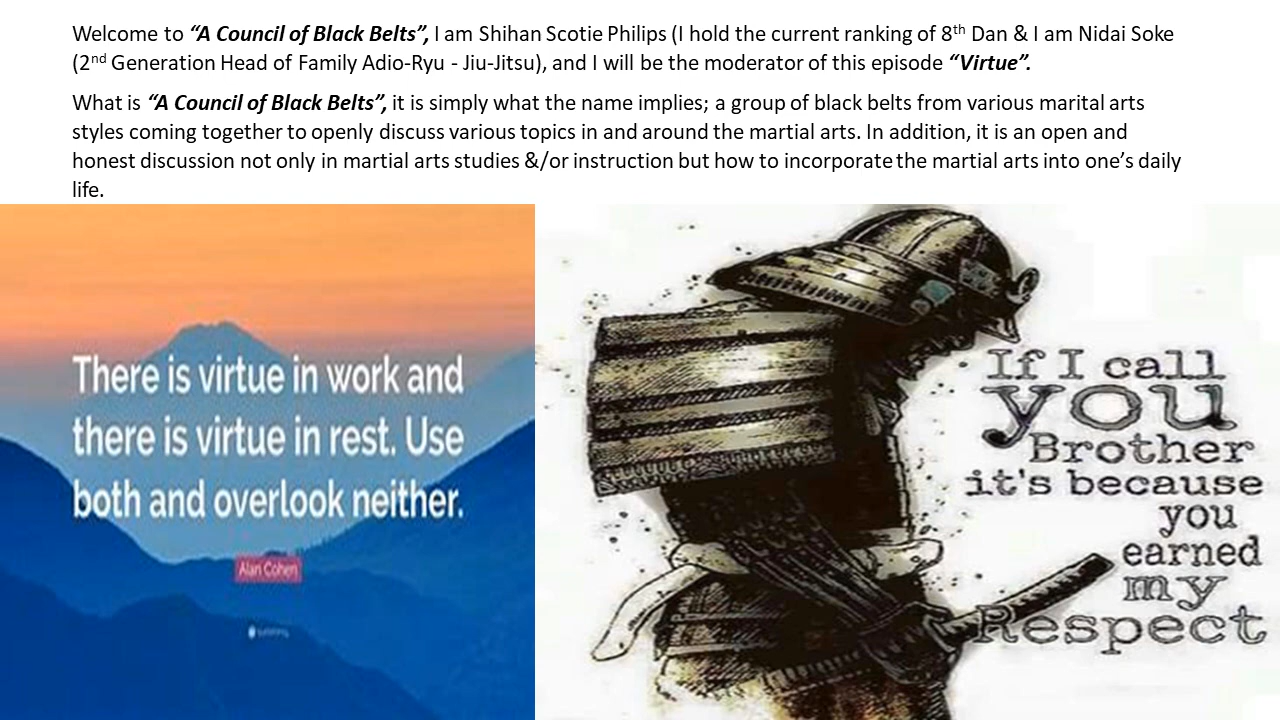 Welcome to “A Council of Black Belts”, I am Shihan Scotie Philips (I hold the current ranking of 8th Dan & I am Nidai Soke
(2nd Generation Head of Family Adio-Ryu - Jiu-Jitsu), and I will be the moderator of this episode “Virtue”.
What is “A Council of Black Belts”, it is simply what the name implies; a group of black belts from various marital arts
styles coming together to openly discuss various topics in and around the martial arts. In addition, it is an open and
honest discussion not only in martial arts studies &/or instruction but how to incorporate the martial arts into one’s daily
life.
There is virtue in work and
there is virtue in rest. Use
both and overlook neither.
Alan Cohen
If I call
you
Brother
it's because
you
earned
my
Respect